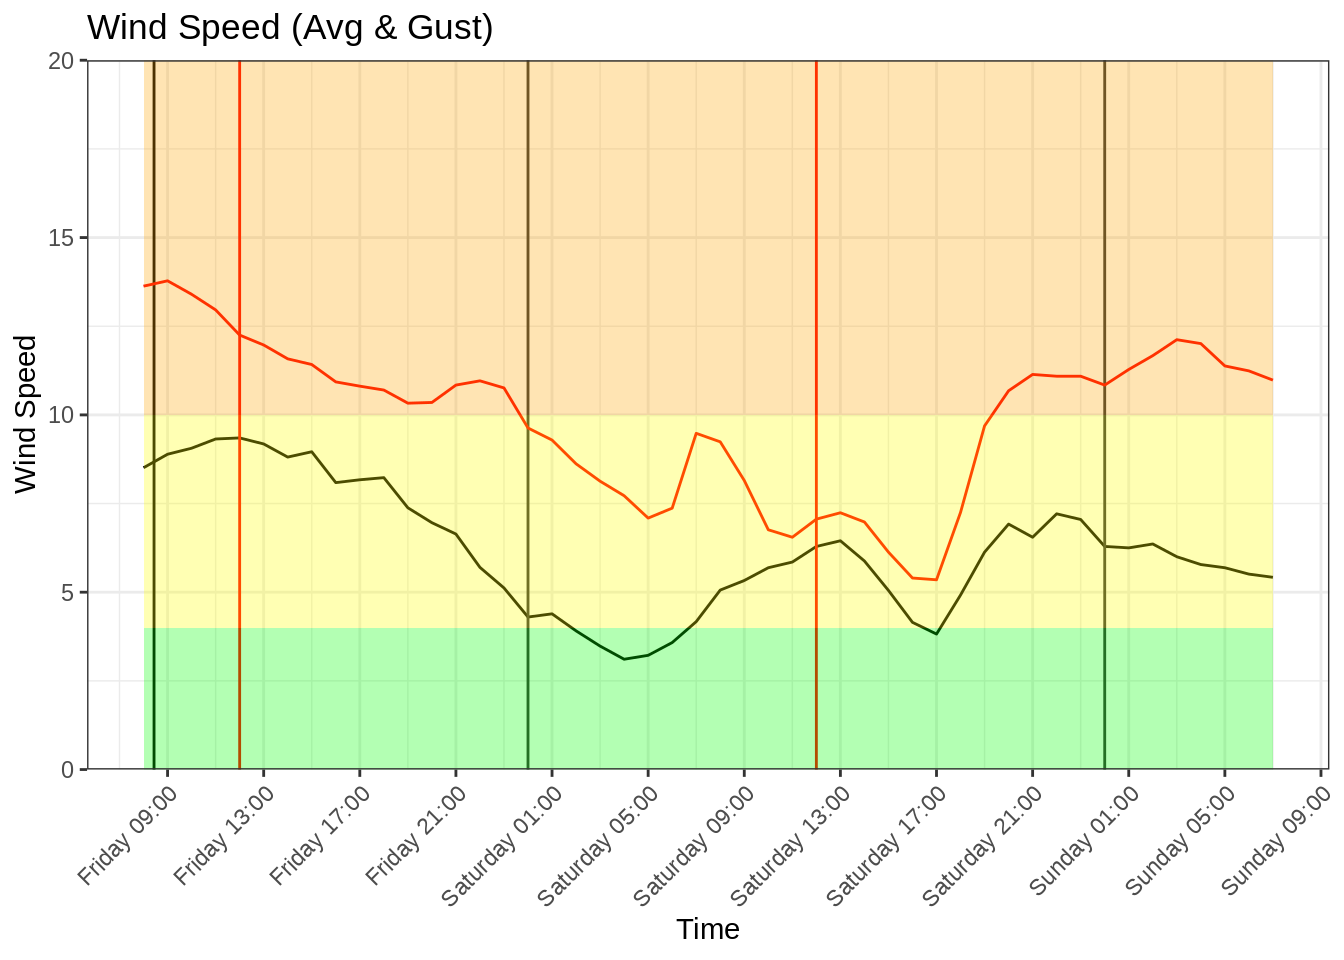 Wind Speed (Avg & Gust)
20
15
10
5
0
Wind Speed
Friday 09:00
Friday 13:00
Friday 17:00
Friday 21:00
Saturday 01:00
Saturday 05:00
Saturday 09:00
Saturday 13:00
Saturday 17:00
Saturday 21:00
Sunday 01:00
Sunday 05:00
Sunday 09:00
Time